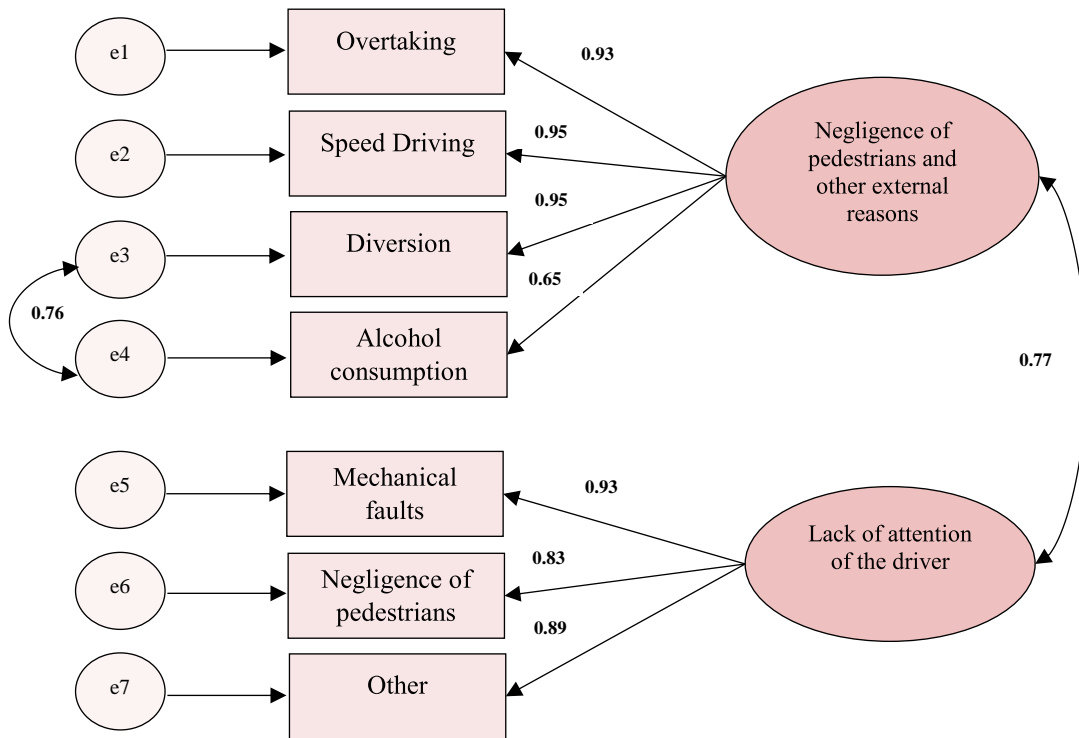 e1
Overtaking
0.93
e2
Speed Driving
0.95
Negligence of
pedestrians and
other external
reasons
e3
Diversion
0.95
0.76
e4
Alcohol
consumption
0.65
0.77
e5
Mechanical
faults
0.93
Lack of attention
of the driver
e6
Negligence of
pedestrians
0.83
e7
Other
0.89